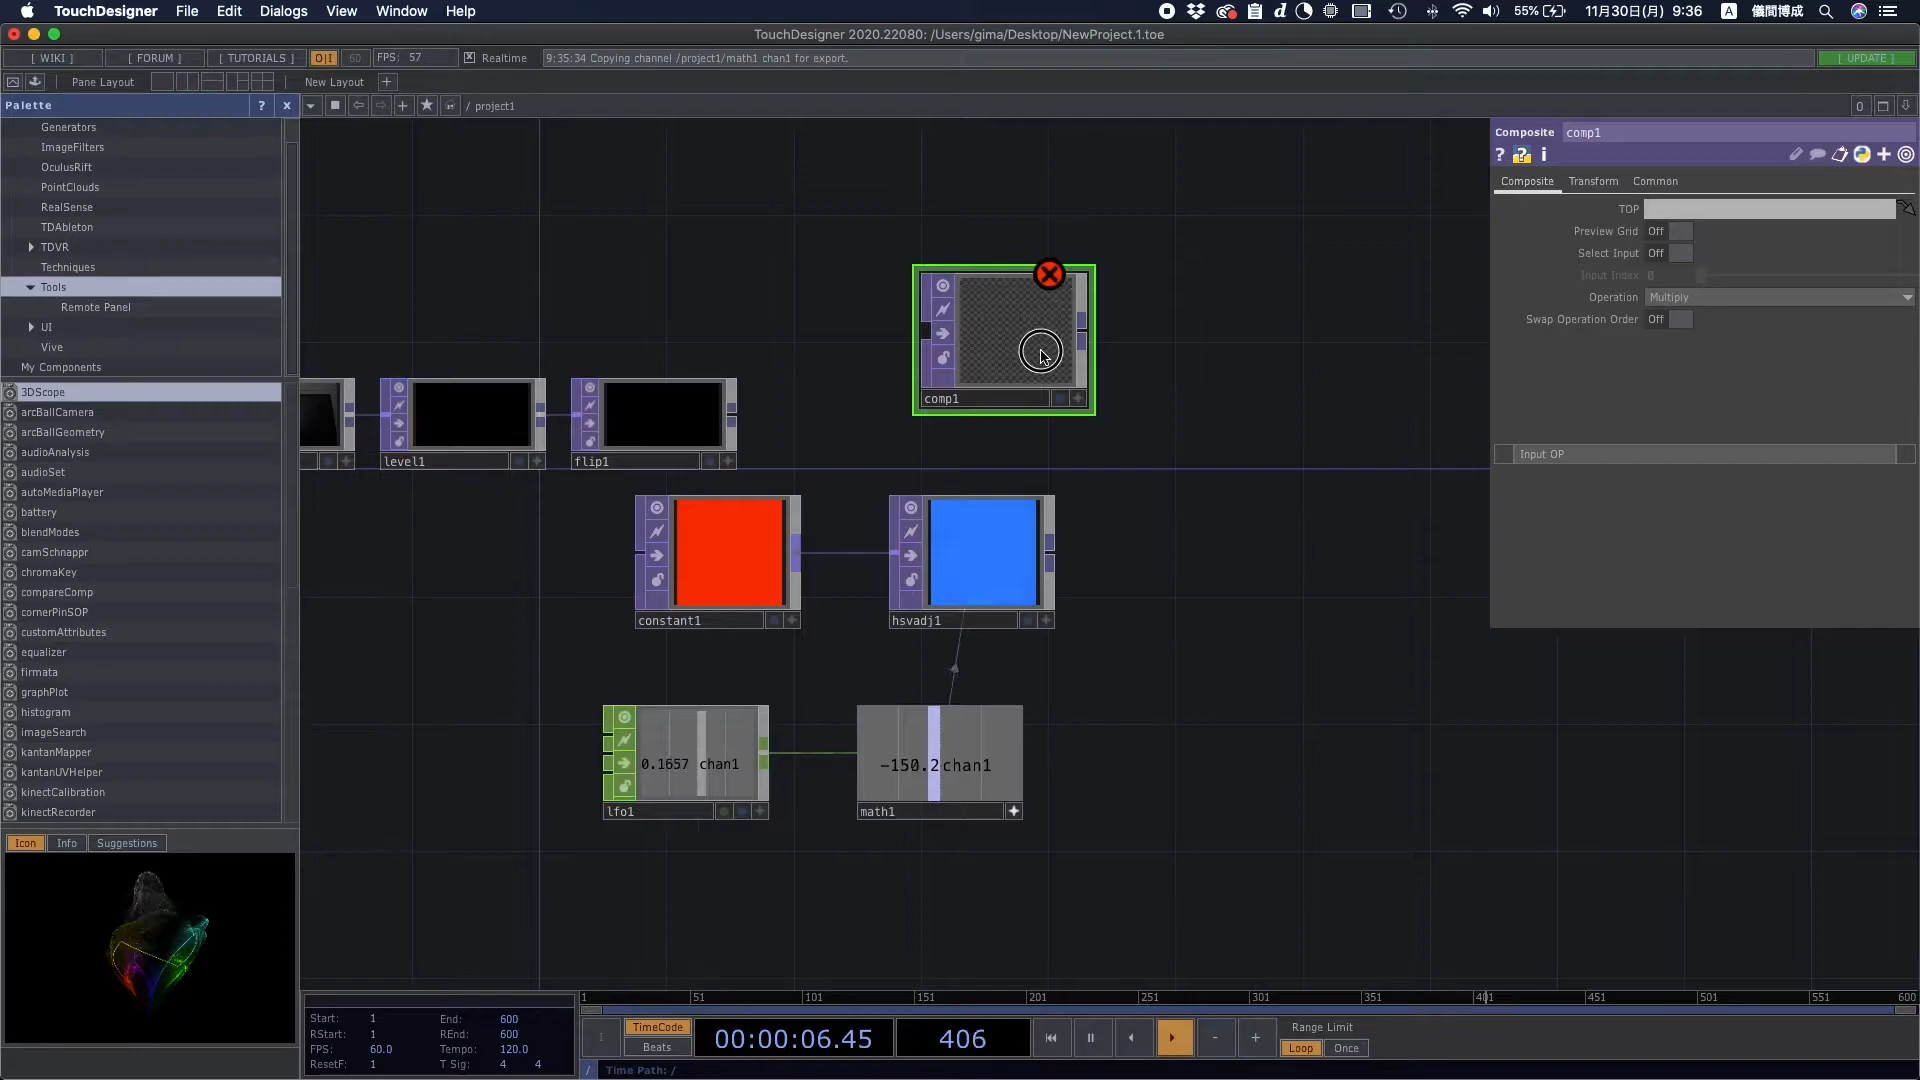 TouchDesigner File Edit Dialogs View Window Help 55% 11月30日(月) 9:36 A 儀間博成
TouchDesigner 2020.22080: /Users/gima/Desktop/NewProject.1.toe
[ WIKI ] [ FORUM ] [ TUTORIALS ] O|I 60 FPS: 57 Realtime 9:35:34 Copying channel /project1/math1 chan1 for export. [ UPDATE ]
Pane Layout New Layout +
Palette ? x / project1 0
Generators
ImageFilters
OculusRift
PointClouds
RealSense
TDAbleton
TDVR
Techniques
Tools
Remote Panel
UI
Vive
My Components
3DScope
arcBallCamera
arcBallGeometry
audioAnalysis
audioSet
autoMediaPlayer
battery
blendModes
camSchnappr
chromaKey
compareComp
cornerPinSOP
customAttributes
equalizer
firmata
graphPlot
histogram
imageSearch
kantanMapper
kantanUVHelper
kinectCalibration
kinectRecorder
Icon Info Suggestions
comp1
level1
flip1
constant1
hsvadj1
0.1657 chan1
lfo1
-150.2 chan1
math1
Composite comp1
? ? i
Composite Transform Common
TOP
Preview Grid Off
Select Input Off
Input Index 0
Operation Multiply
Swap Operation Order Off
Input OP
1 51 101 151 201 251 301 351 401 451 501 551 600
Start: 1 End: 600
RStart: 1 REnd: 600
FPS: 60.0 Tempo: 120.0
ResetF: 1 T Sig: 4 4
TimeCode
Beats
00:00:06.45 406
- +
Range Limit
Loop Once
/ Time Path: /